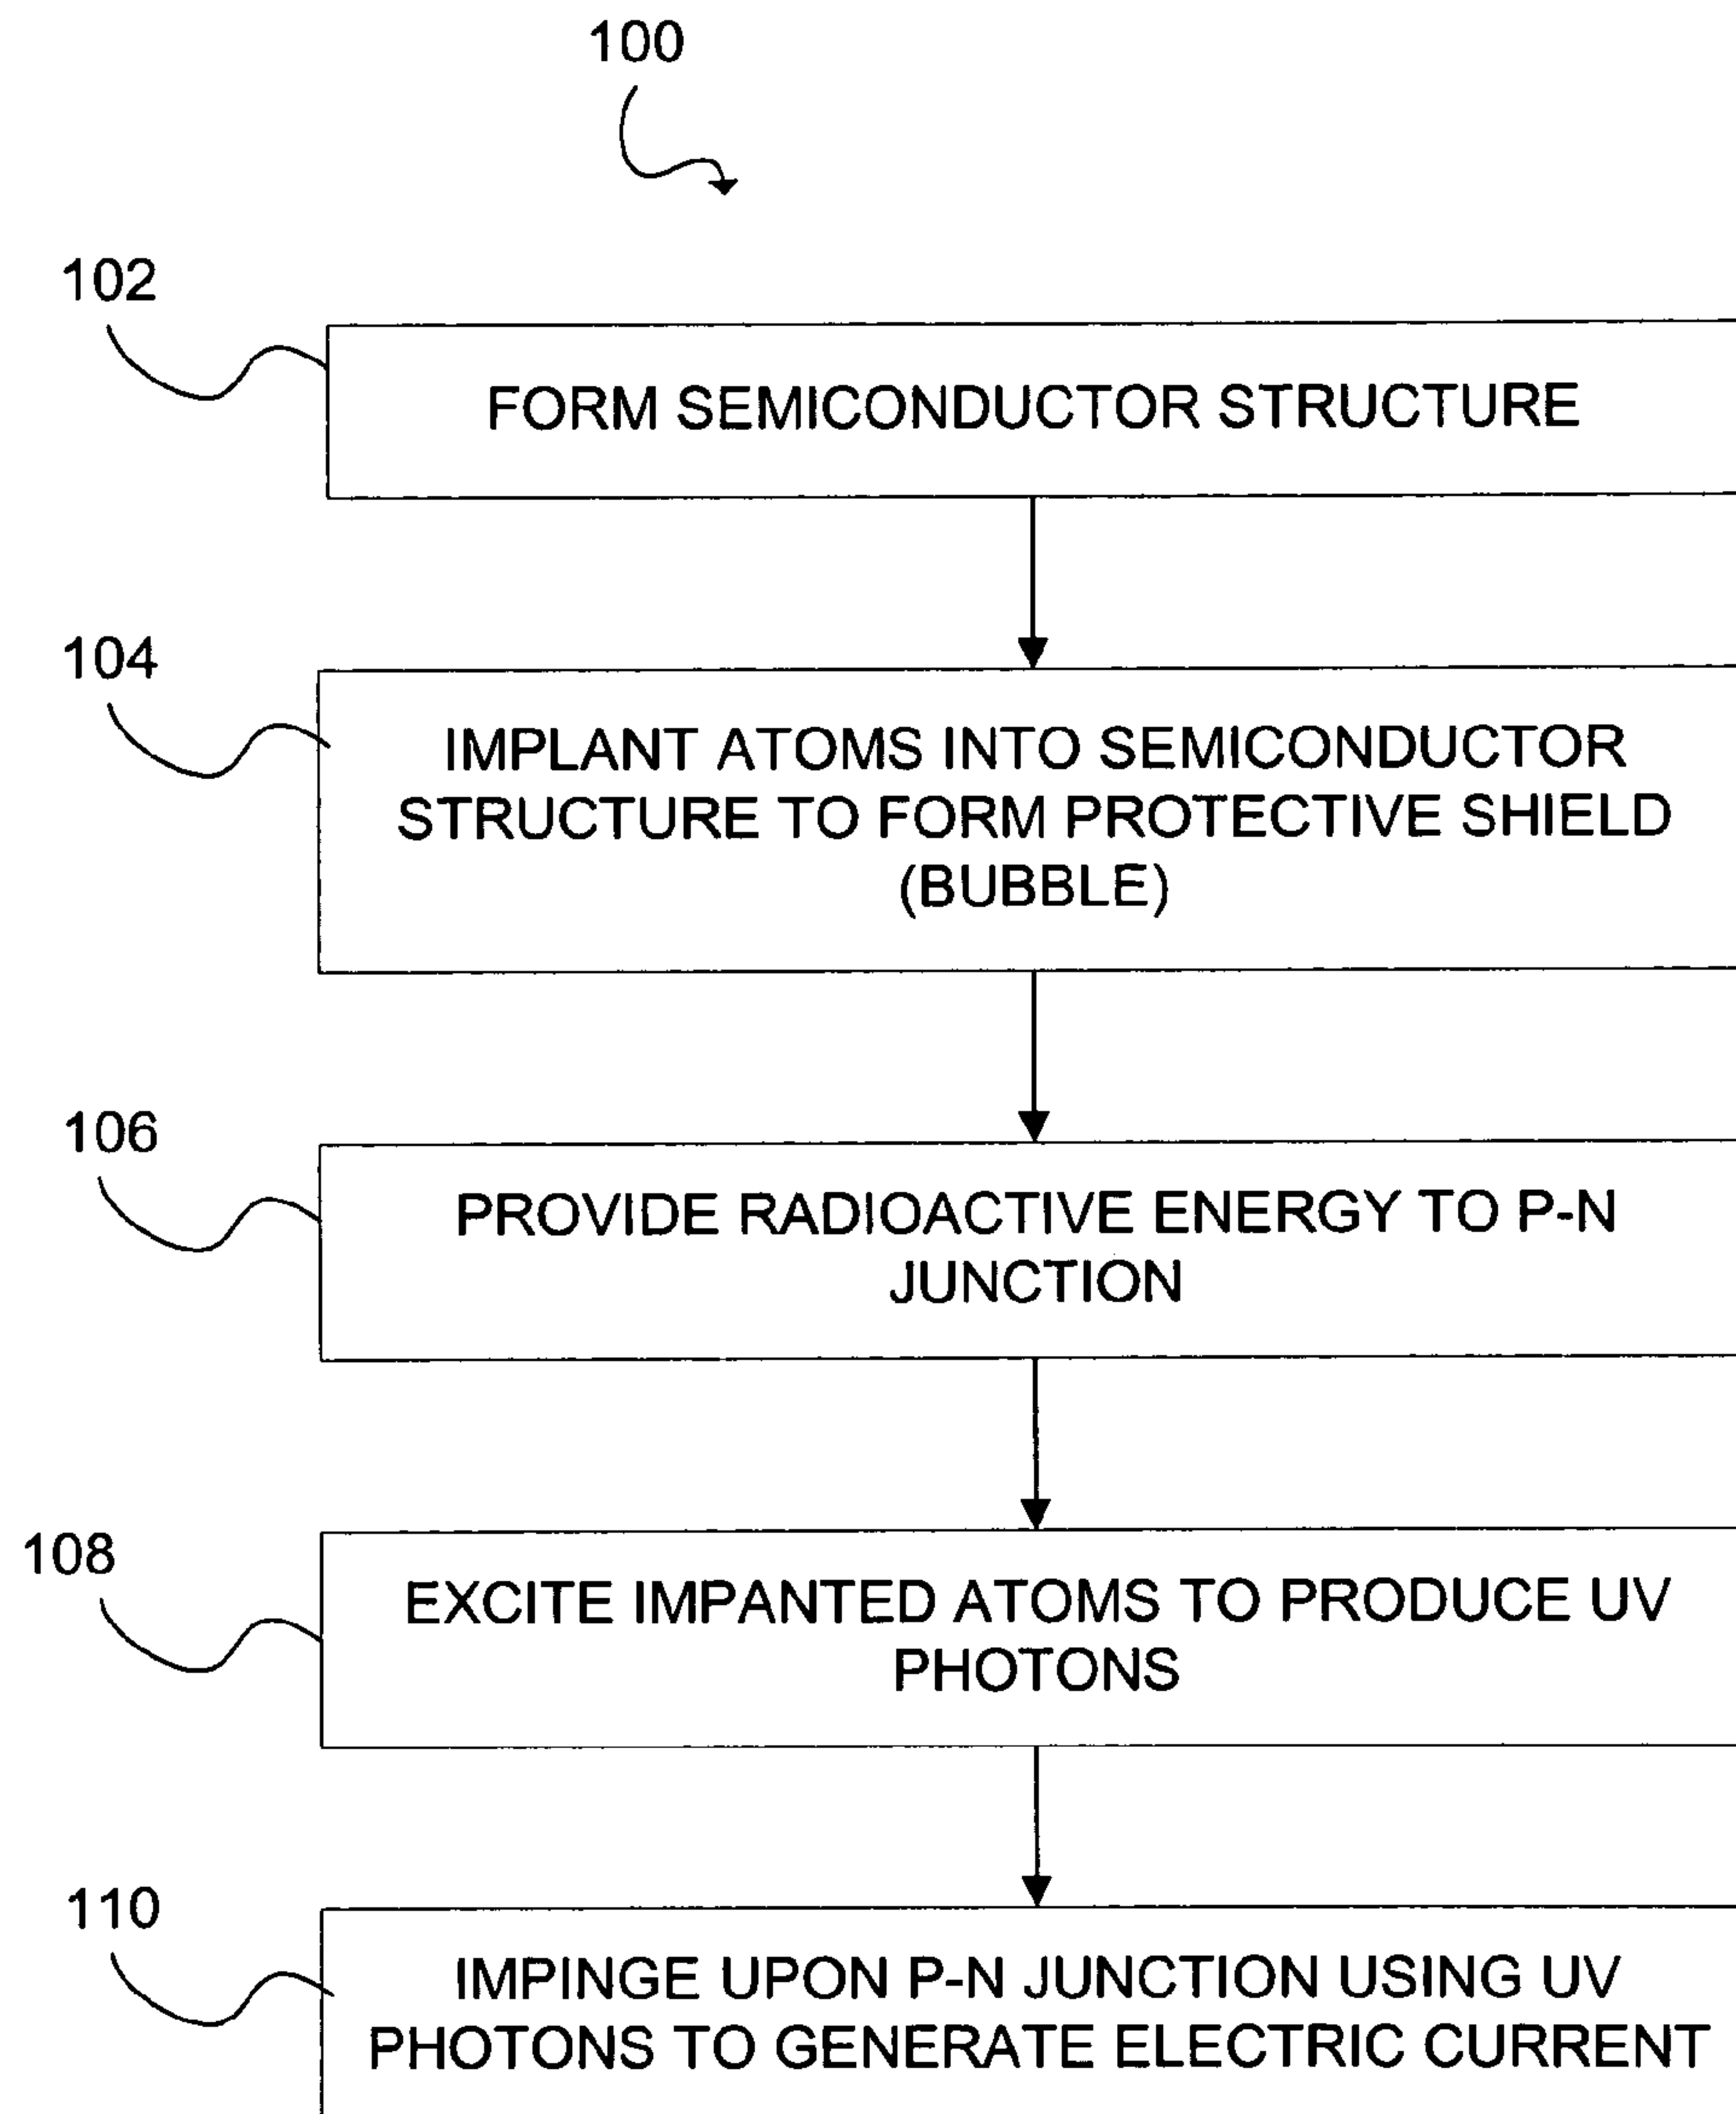 100
102
FORM SEMICONDUCTOR STRUCTURE
104
IMPLANT ATOMS INTO SEMICONDUCTOR
STRUCTURE TO FORM PROTECTIVE SHIELD
(BUBBLE)
106
PROVIDE RADIOACTIVE ENERGY TO P-N
JUNCTION
108
EXCITE IMPANTED ATOMS TO PRODUCE UV
PHOTONS
110
IMPINGE UPON P-N JUNCTION USING UV
PHOTONS TO GENERATE ELECTRIC CURRENT